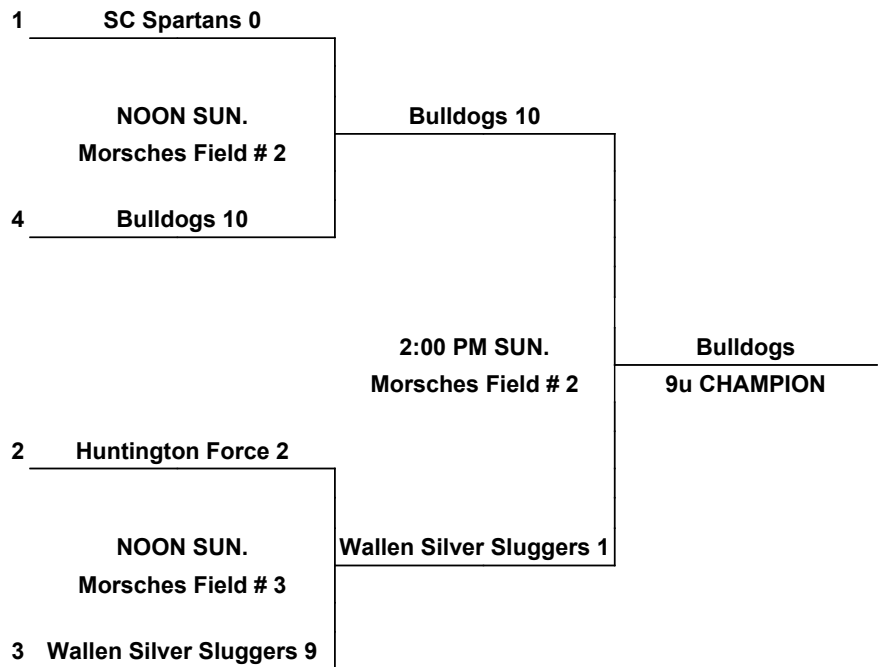 1 SC Spartans 0
NOON SUN.
Morsches Field # 2
Bulldogs 10
4 Bulldogs 10
2:00 PM SUN.
Morsches Field # 2
Bulldogs
9u CHAMPION
2 Huntington Force 2
NOON SUN.
Morsches Field # 3
Wallen Silver Sluggers 1
3 Wallen Silver Sluggers 9